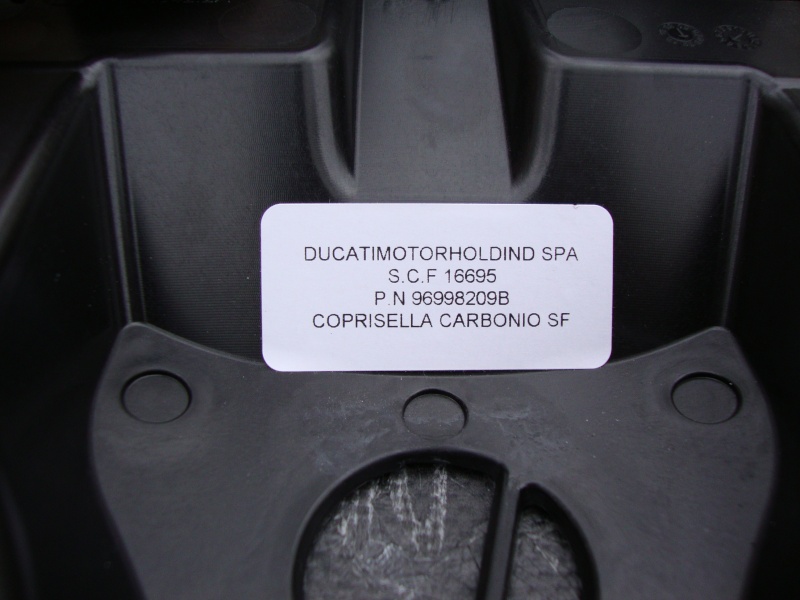 DUCATIMOTORHOLDIND SPA
S.C.F 16695
P.N 96998209B
COPRISELLA CARBONIO SF